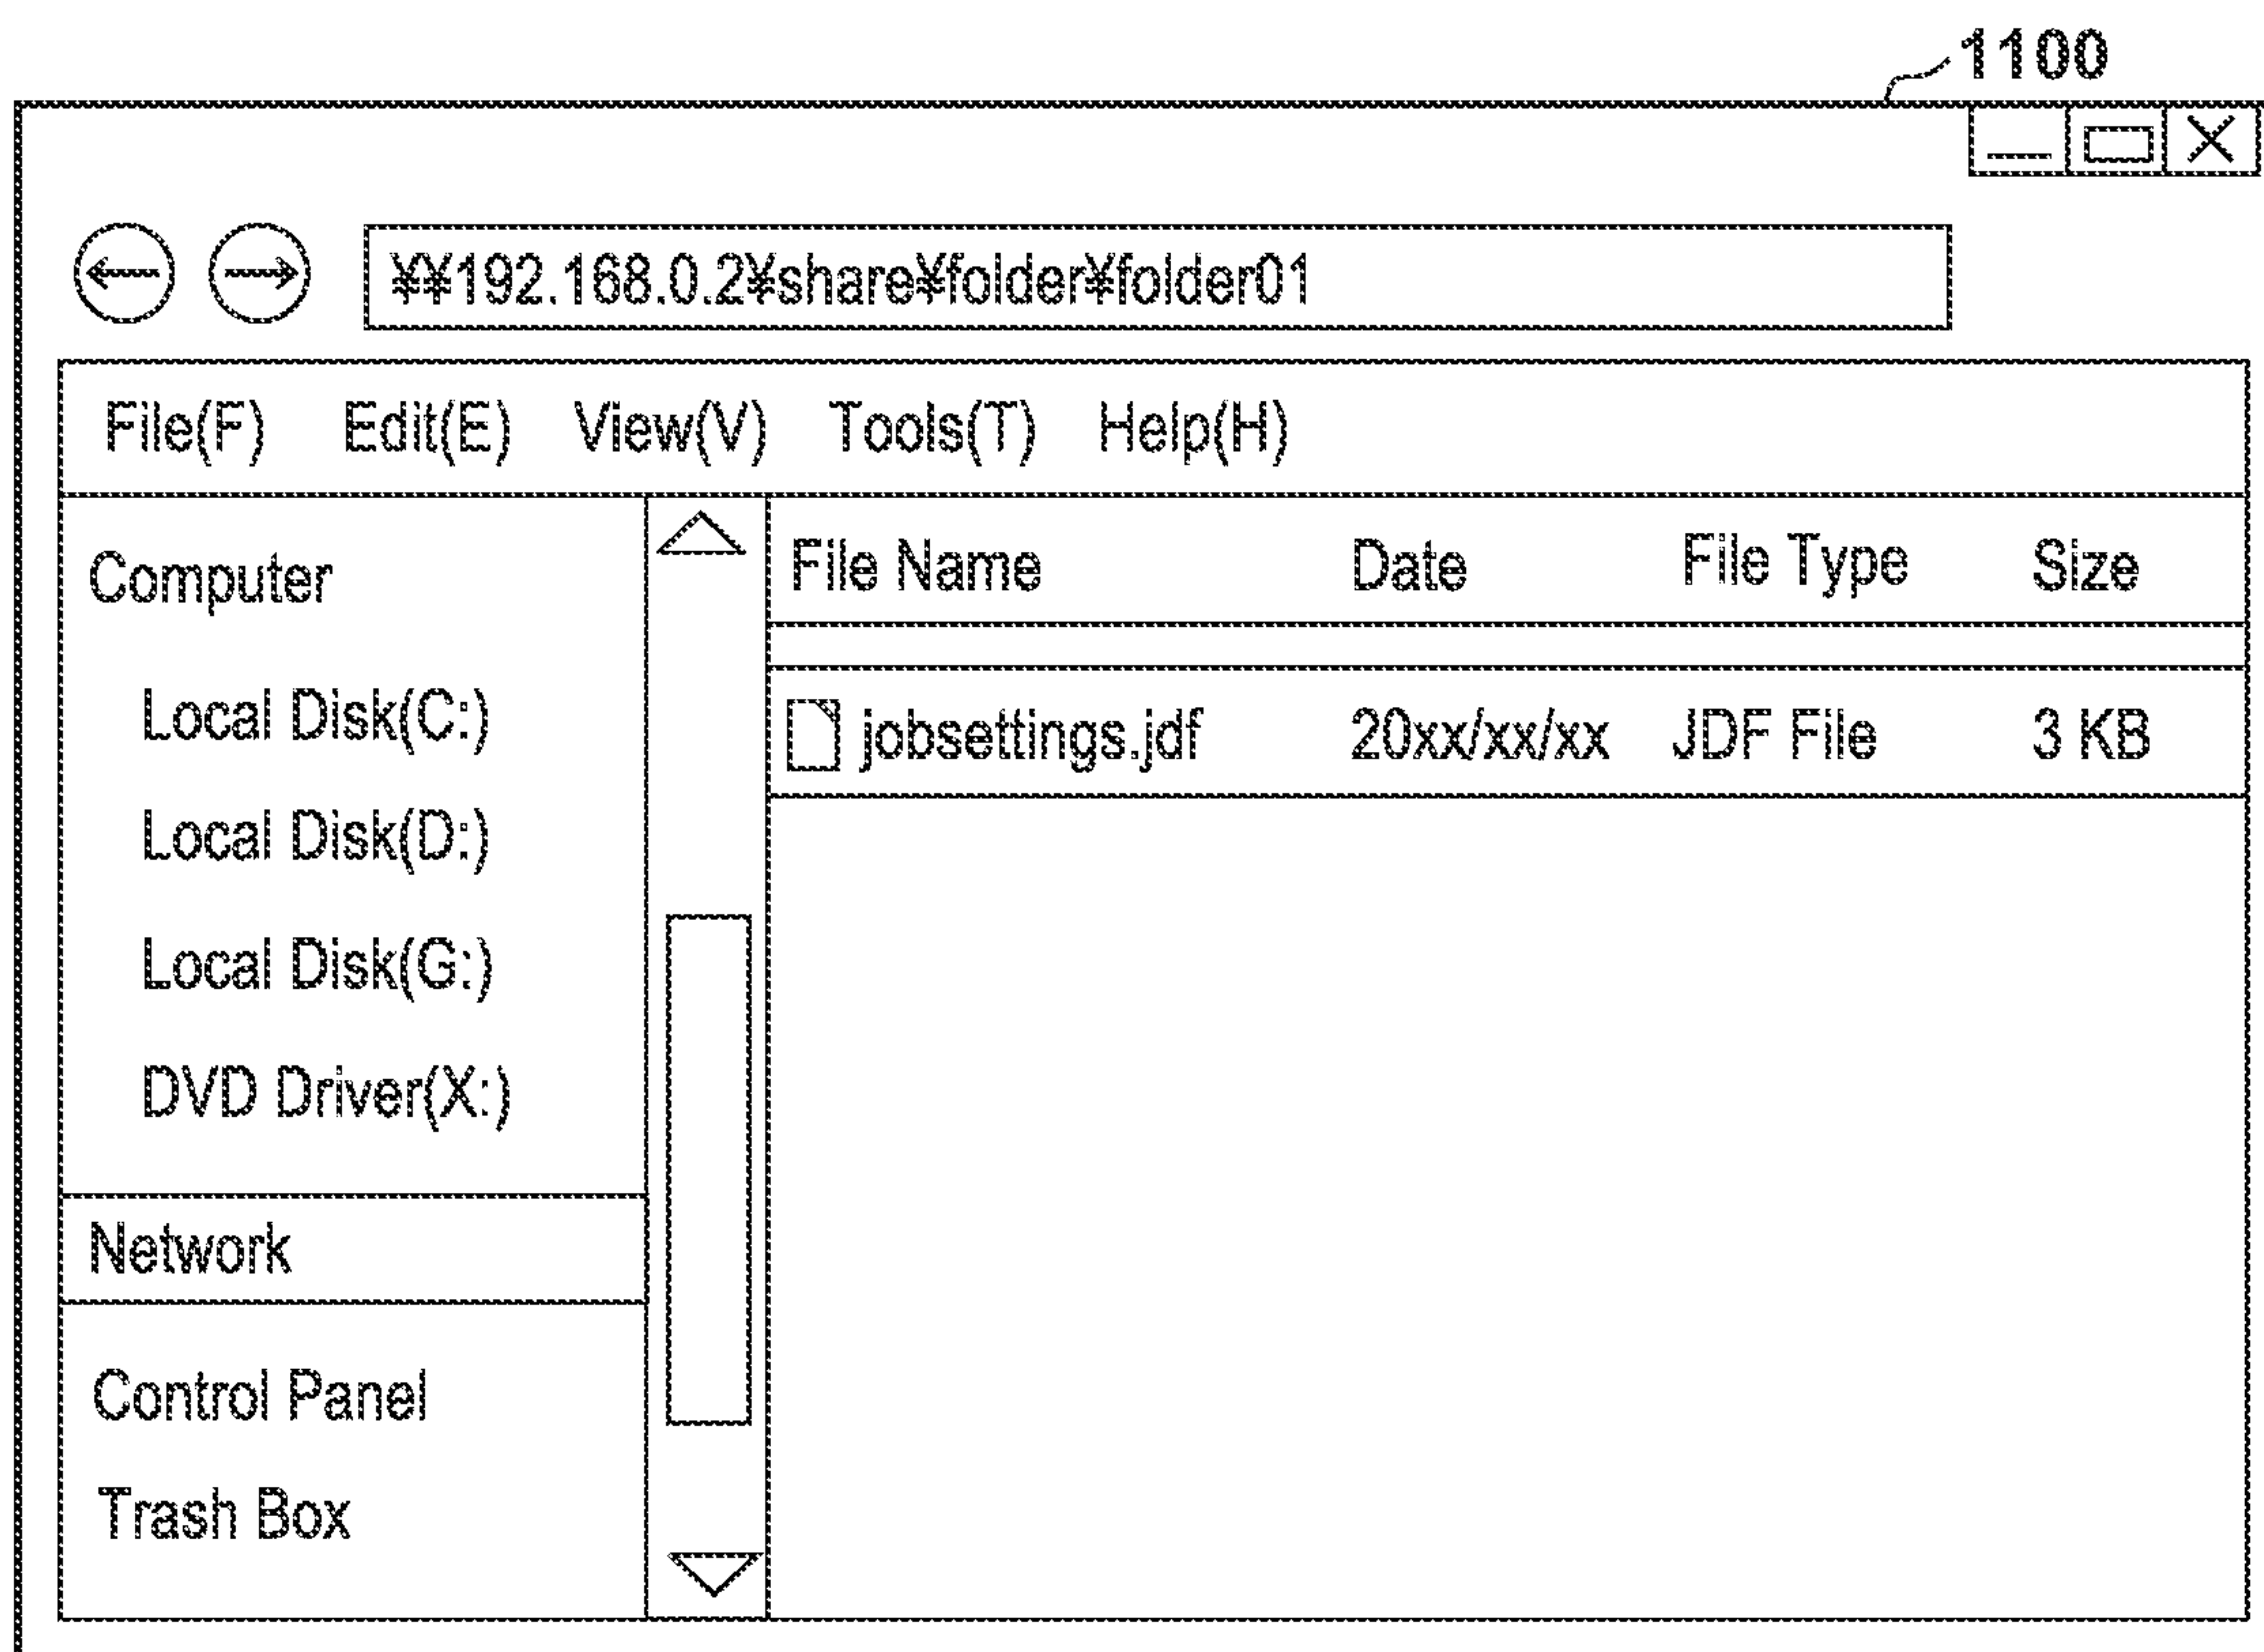 1100
¥¥192.168.0.2¥share¥folder¥folder01
File(F) Edit(E) View(V) Tools(T) Help(H)
Computer
Local Disk(C:)
Local Disk(D:)
Local Disk(G:)
DVD Driver(X:)
Network
Control Panel
Trash Box
File Name Date File Type Size
jobsettings.jdf 20xx/xx/xx JDF File 3 KB